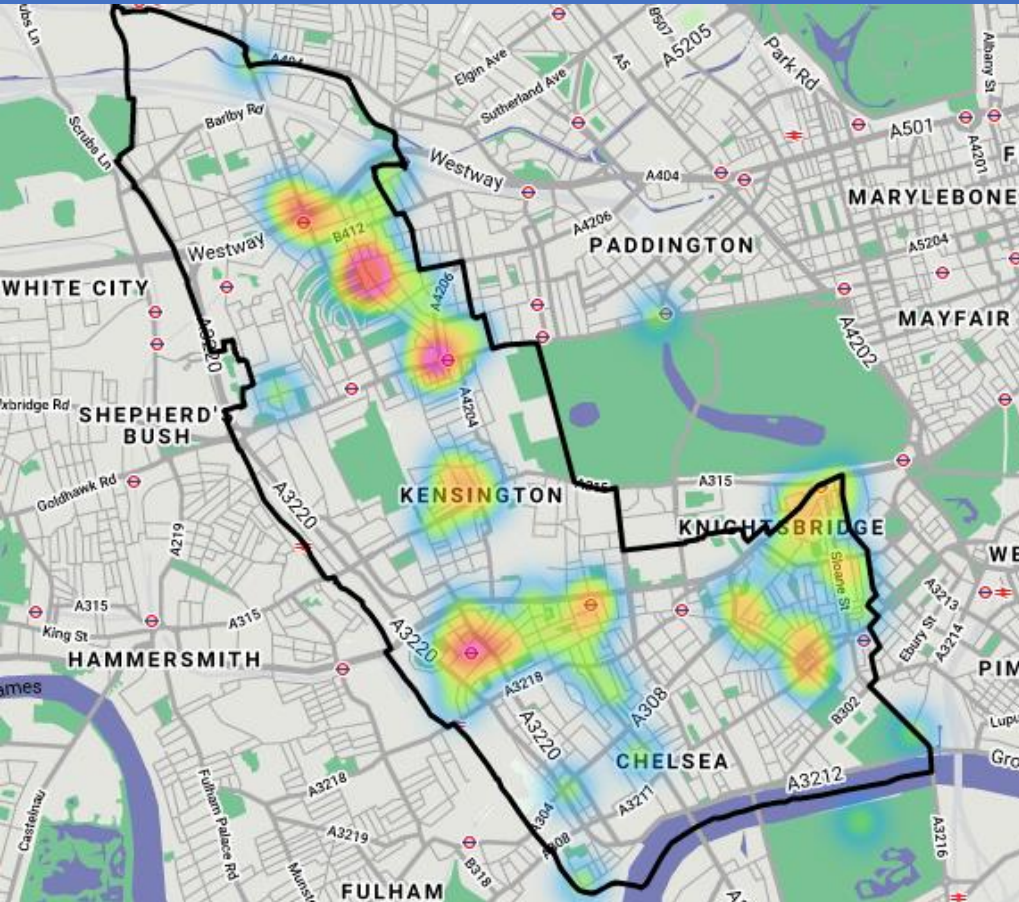 Elgin Ave
B507
A5205
A5
Park Rd
Albany St
Sutherland Ave
Barlby Rd
Scrubs Ln
Westway
A404
A501
A4201
MARYLEBONE
A4206
A5204
B412
Westway
PADDINGTON
WHITE CITY
A4206
MAYFAIR
A3220
A4202
SHEPHERD'S
BUSH
A4204
Goldhawk Rd
KENSINGTON
A315
A315
A3220
A219
KNIGHTSBRIDGE
Sloane St
A315
King St
A315
A3213
Ebury St
A3214
HAMMERSMITH
A3220
A3218
A308
B302
A3220
CHELSEA
A3212
A3218
A3217
A304
A308
A3219
Castelnau
Fulham Palace Rd
B318
A3216
FULHAM